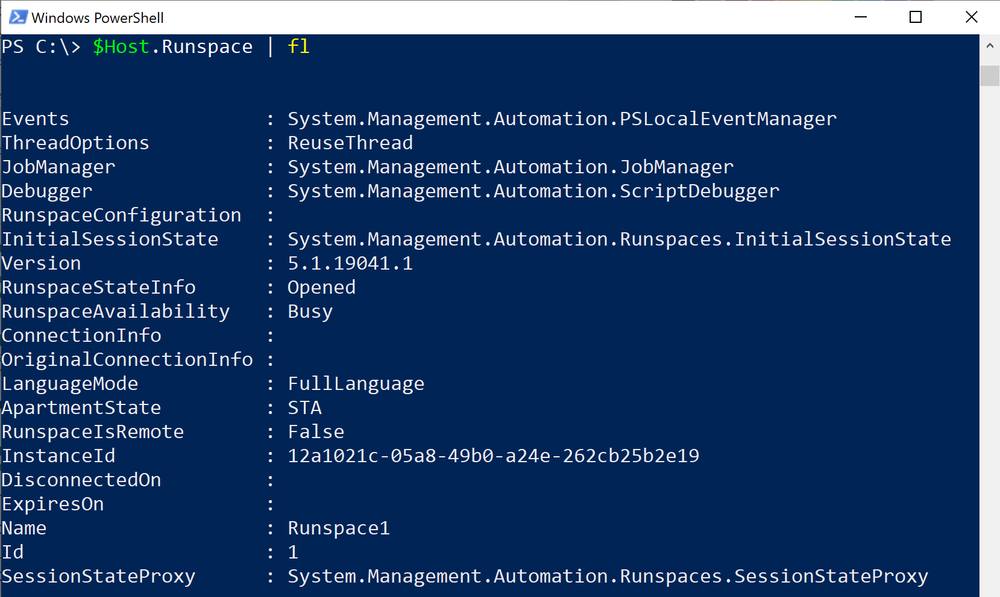 Windows PowerShell
PS C:\> $Host.Runspace | fl
Events : System.Management.Automation.PSLocalEventManager
ThreadOptions : ReuseThread
JobManager : System.Management.Automation.JobManager
Debugger : System.Management.Automation.ScriptDebugger
RunspaceConfiguration :
InitialSessionState : System.Management.Automation.Runspaces.InitialSessionState
Version : 5.1.19041.1
RunspaceStateInfo : Opened
RunspaceAvailability : Busy
ConnectionInfo :
OriginalConnectionInfo :
LanguageMode : FullLanguage
ApartmentState : STA
RunspaceIsRemote : False
InstanceId : 12a1021c-05a8-49b0-a24e-262cb25b2e19
DisconnectedOn :
ExpiresOn :
Name : Runspace1
Id : 1
SessionStateProxy : System.Management.Automation.Runspaces.SessionStateProxy